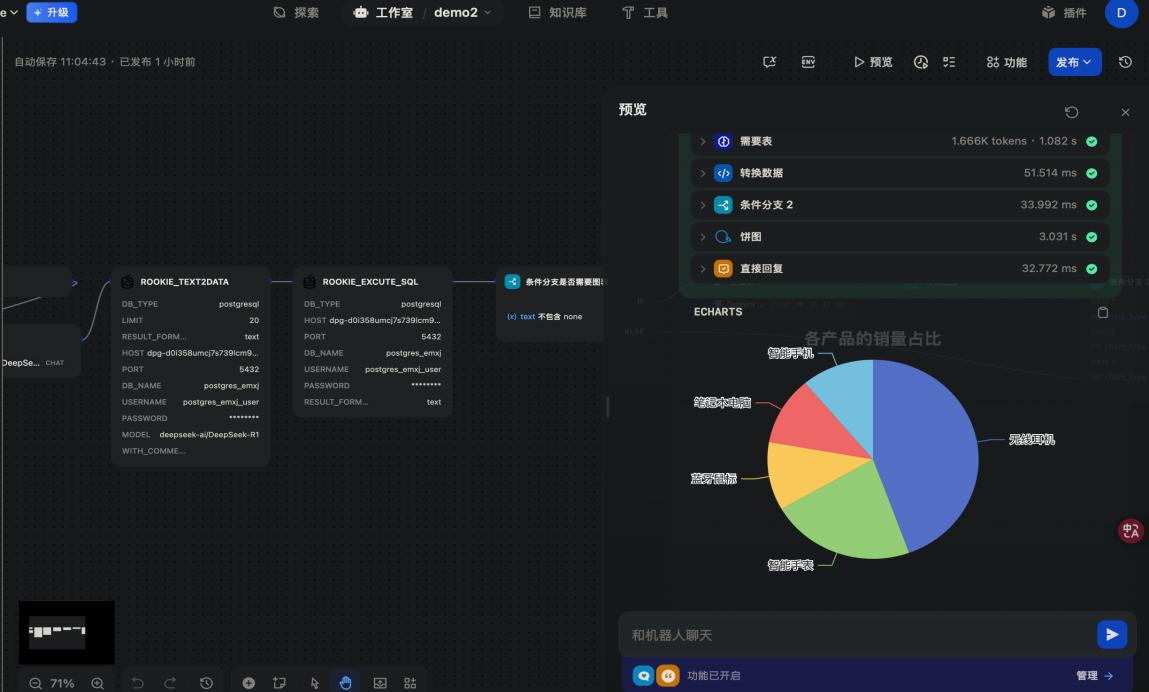 e
升级
探索
工作室 / demo2
知识库
工具
插件
D
自动保存 11:04:43 · 已发布 1 小时前
ENV
预览
功能
发布
预览
需要表
1.666K tokens · 1.082 s
转换数据
51.514 ms
条件分支 2
33.992 ms
饼图
3.031 s
直接回复
32.772 ms
ROOKIE_TEXT2DATA
DB_TYPE postgresql
LIMIT 20
RESULT_FORM... text
HOST dpg-d0i358umcj7s739lcm9...
PORT 5432
DB_NAME postgres_emxj
USERNAME postgres_emxj_user
PASSWORD ********
MODEL deepseek-ai/DeepSeek-R1
WITH_COMME...
ROOKIE_EXCUTE_SQL
DB_TYPE postgresql
HOST dpg-d0i358umcj7s739lcm9...
PORT 5432
DB_NAME postgres_emxj
USERNAME postgres_emxj_user
PASSWORD ********
RESULT_FORM... text
条件分支是否需要图
(x) text 不包含 none
DeepSe... CHAT
IF
ELSE
ECHARTS
各产品的销量占比
智能手机
笔记本电脑
无线耳机
蓝牙鼠标
智能手表
中A
和机器人聊天
功能已开启
管理
71%